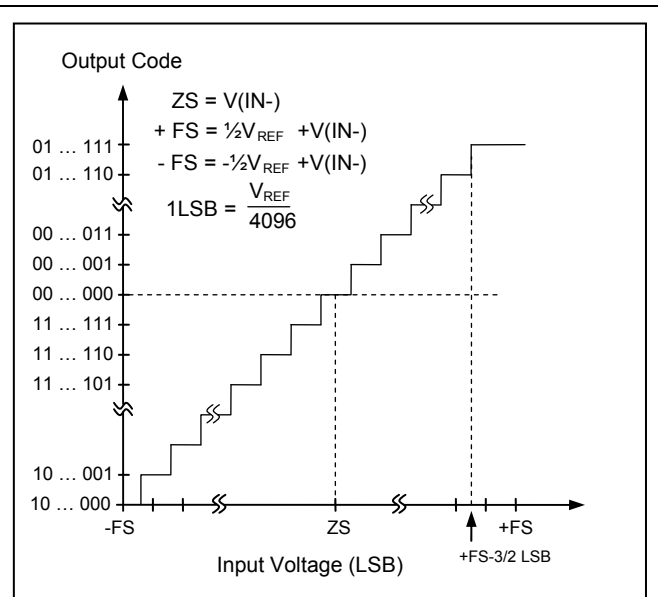 Output Code
ZS = V(IN-)
+ FS = ½VREF +V(IN-)
- FS = -½VREF +V(IN-)
1LSB = VREF
4096
01 … 111
01 … 110
00 … 011
00 … 001
00 … 000
11 … 111
11 … 110
11 … 101
10 … 001
10 … 000
-FS
ZS
+FS
+FS-3/2 LSB
Input Voltage (LSB)